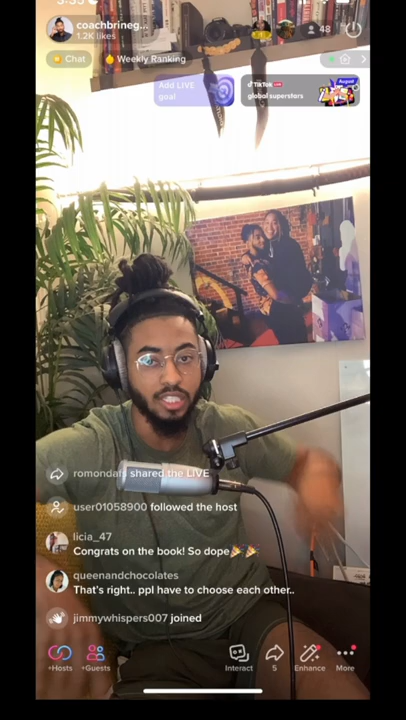 coachbrineg...
1.2K likes
48
Chat
Weekly Ranking
Add LIVE
goal
TikTok LIVE
global superstars
August
shared the LIVE
user01058900 followed the host
licia_47
Congrats on the book! So dope🎉🎉
queenandchocolates
That's right.. ppl have to choose each other..
jimmywhispers007 joined
+Hosts
+Guests
Interact
5
Enhance
More